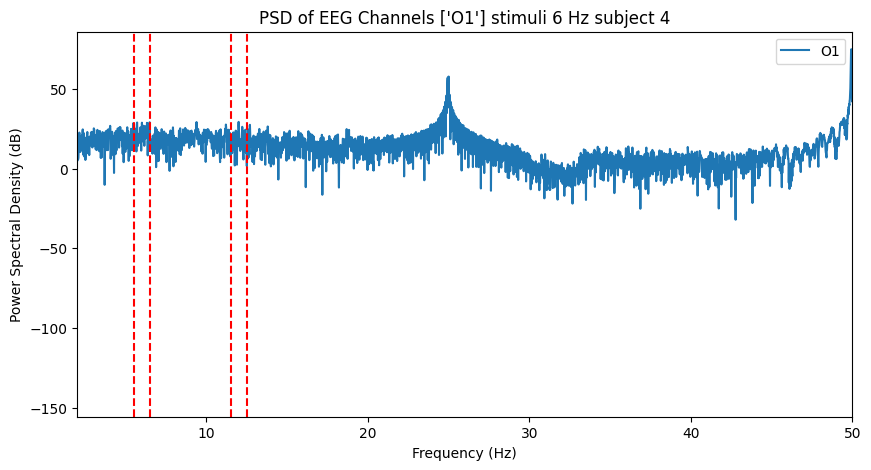 PSD of EEG Channels ['O1'] stimuli 6 Hz subject 4
O1
Power Spectral Density (dB)
50
0
−50
−100
−150
10
20
30
40
50
Frequency (Hz)